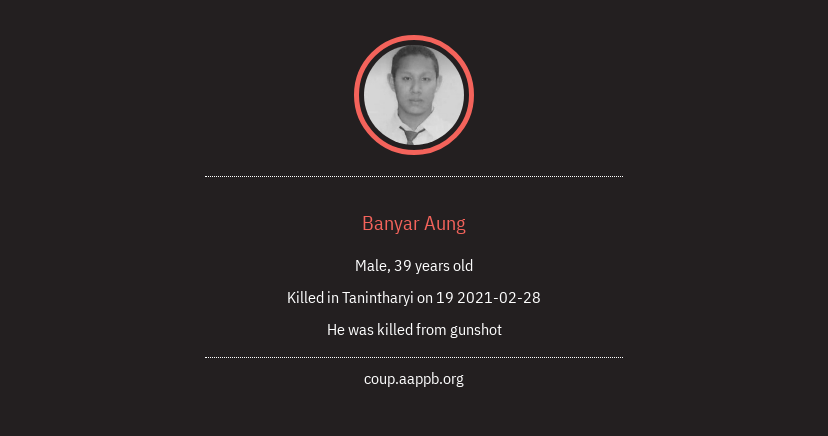 Banyar Aung
Male, 39 years old
Killed in Tanintharyi on 19 2021-02-28
He was killed from gunshot
coup.aappb.org